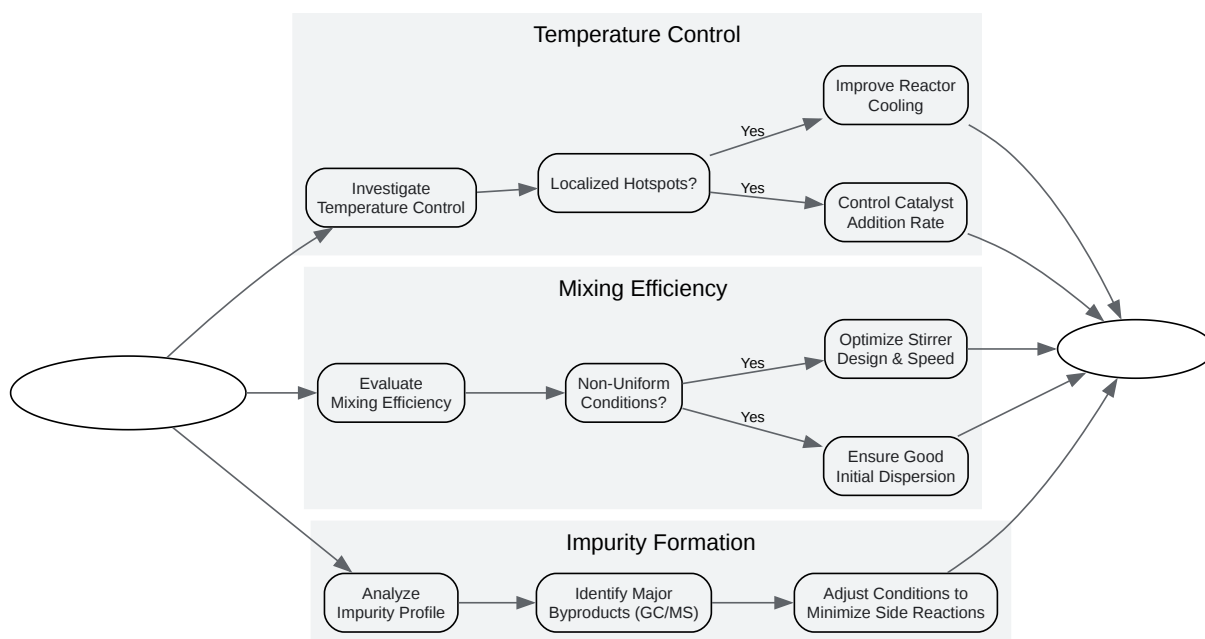 Temperature Control
Improve Reactor
Cooling
Yes
Investigate
Temperature Control
Localized Hotspots?
Yes
Control Catalyst
Addition Rate
Mixing Efficiency
Optimize Stirrer
Design & Speed
Yes
Evaluate
Mixing Efficiency
Non-Uniform
Conditions?
Yes
Ensure Good
Initial Dispersion
Impurity Formation
Analyze
Impurity Profile
Identify Major
Byproducts (GC/MS)
Adjust Conditions to
Minimize Side Reactions